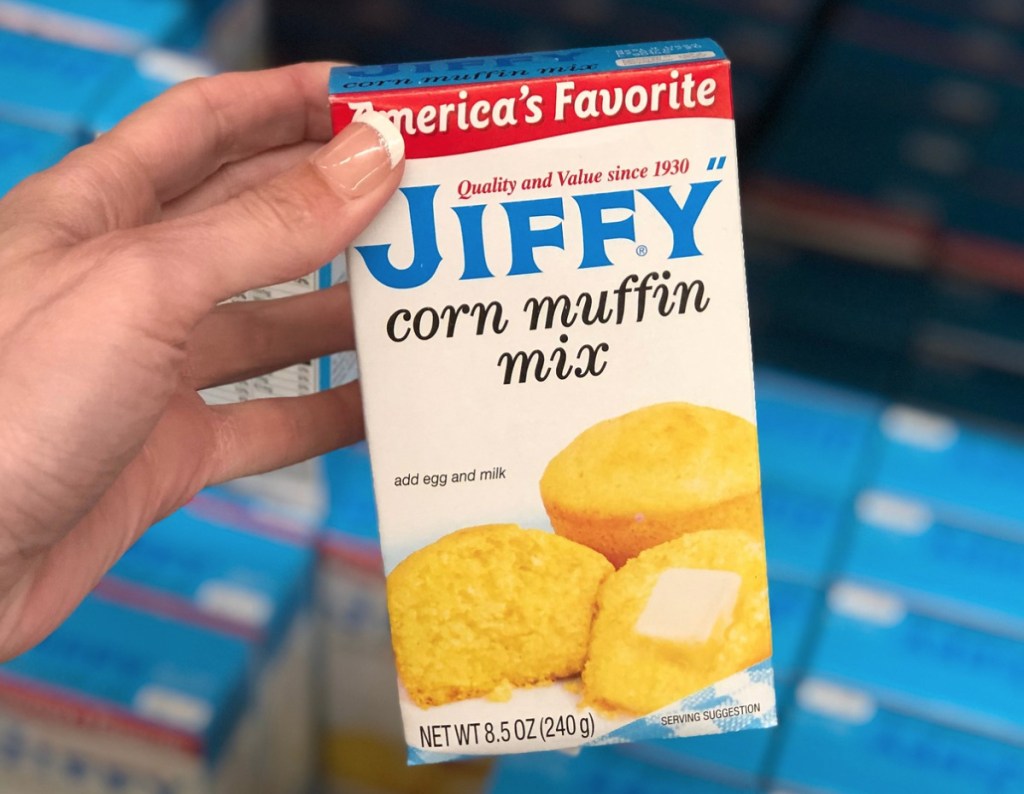 JIFFY
corn muffin mix
America's Favorite
Quality and Value since 1930
JIFFY"
®
corn muffin
mix
add egg and milk
NET WT 8.5 OZ (240 g)
SERVING SUGGESTION